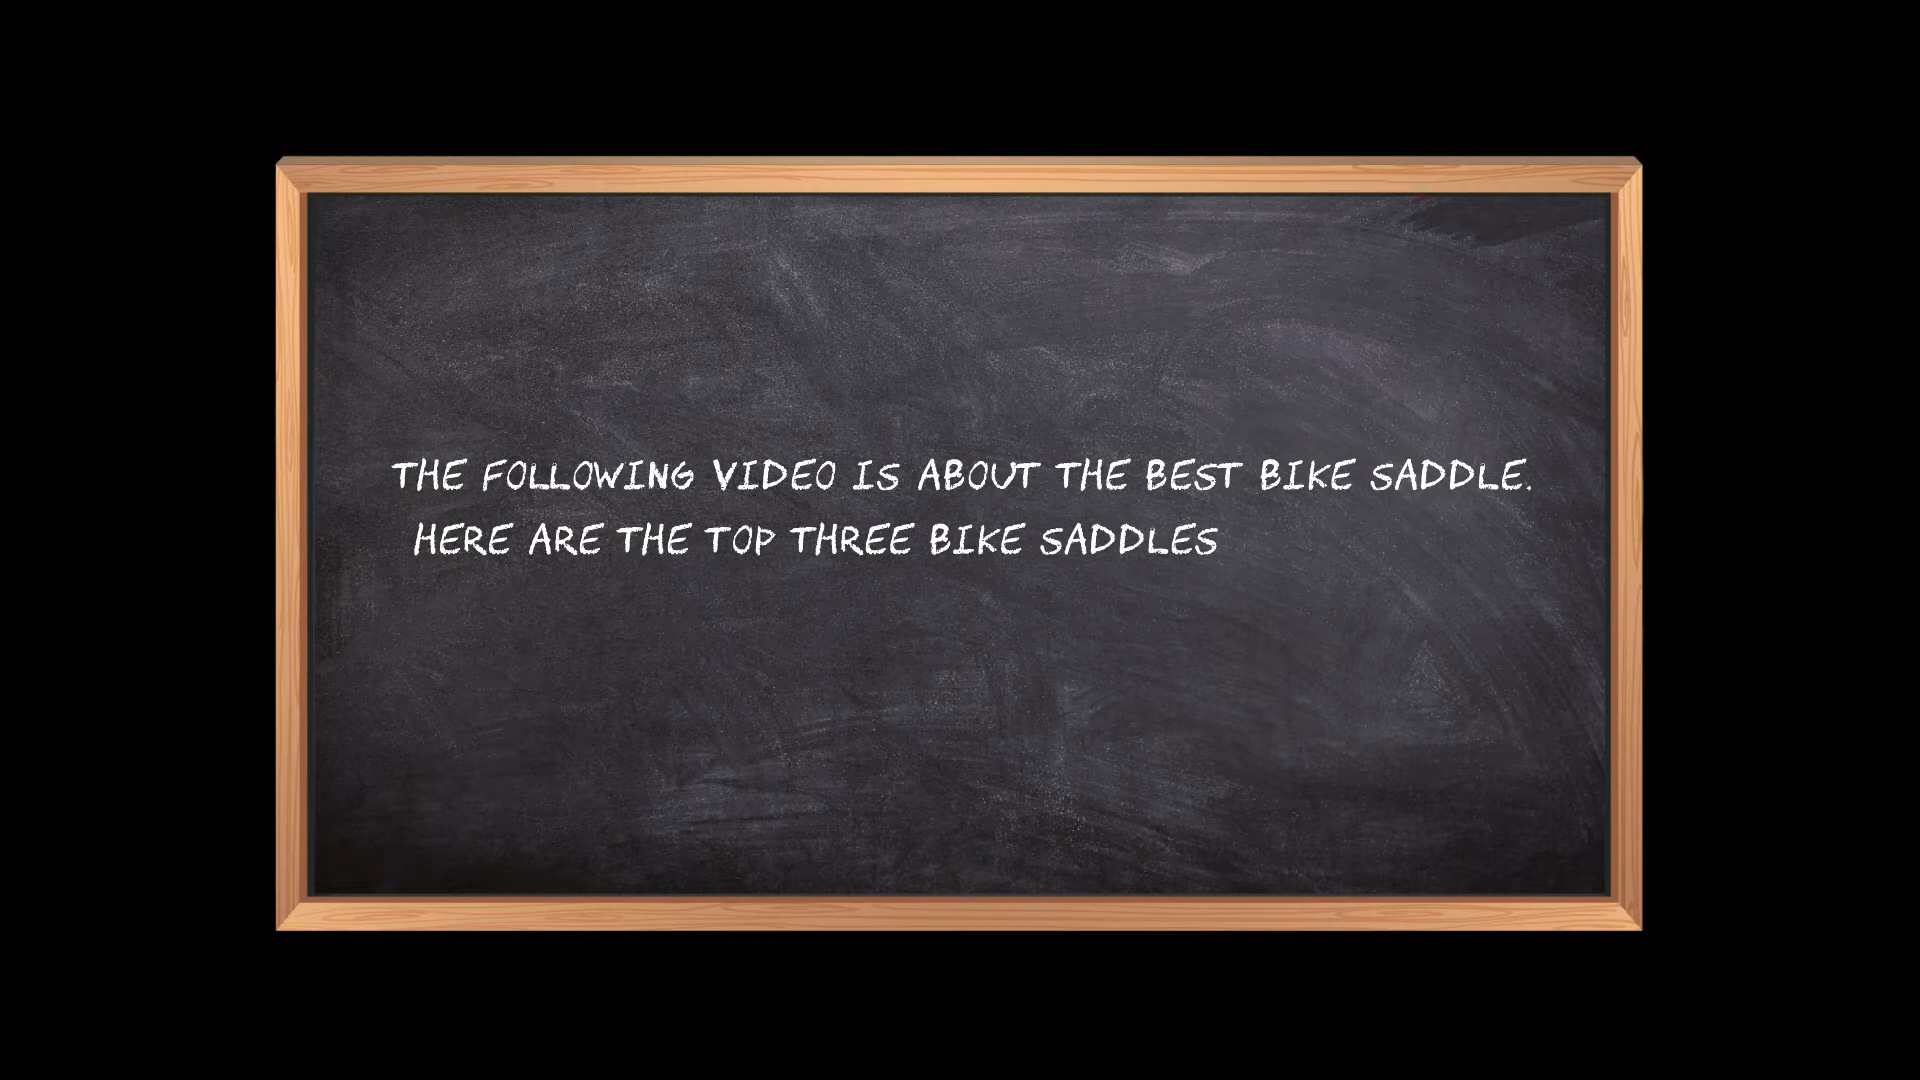 THE FOLLOWING VIDEO IS ABOUT THE BEST BIKE SADDLE.
HERE ARE THE TOP THREE BIKE SADDLES